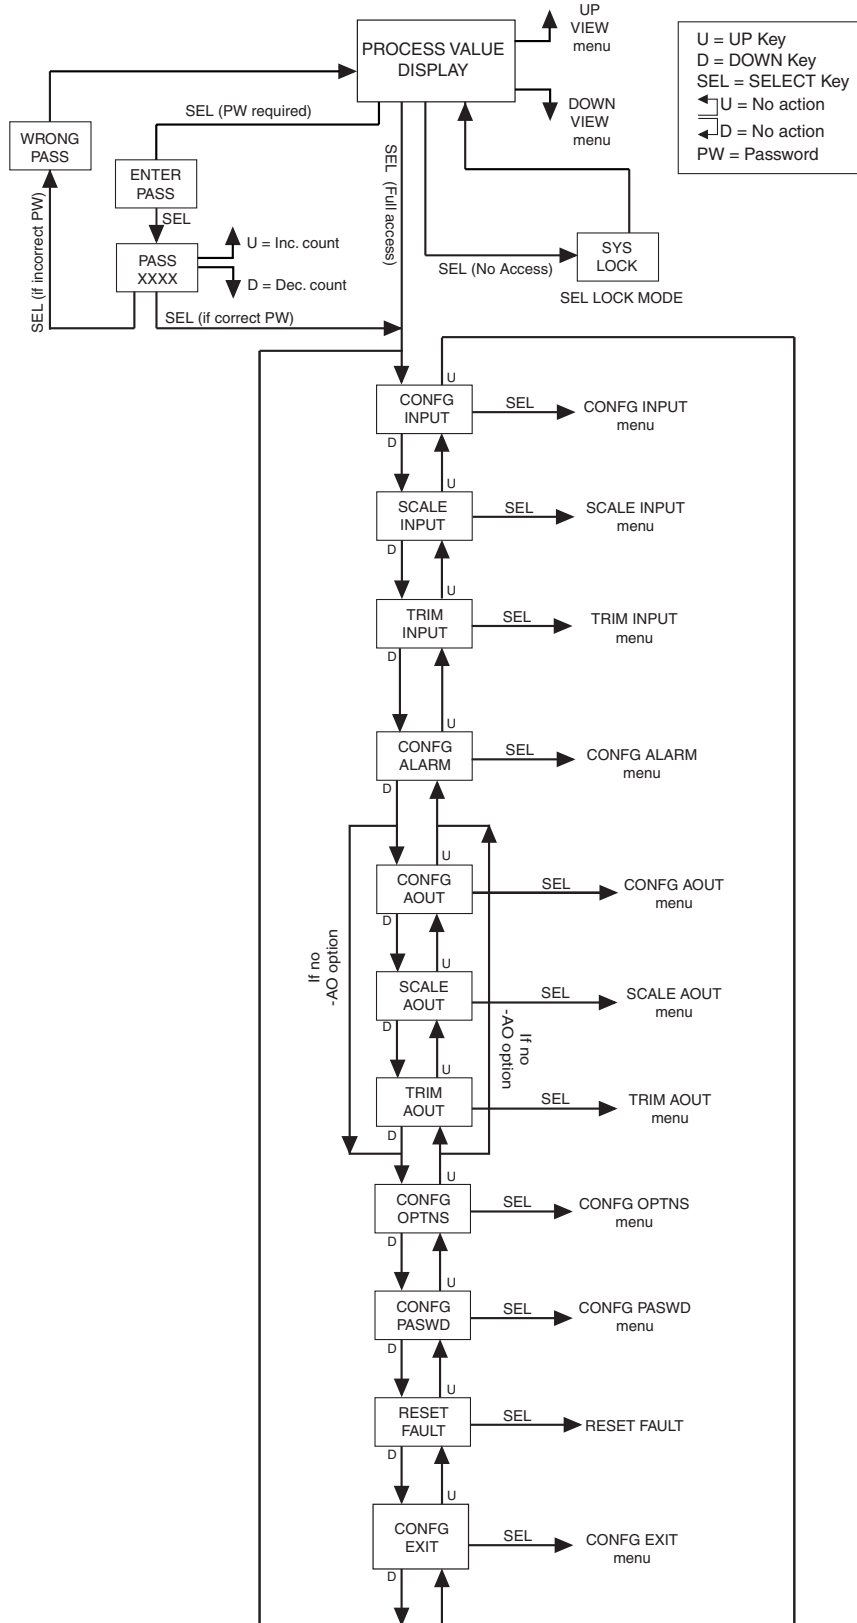 UP
VIEW
menu
PROCESS VALUE
DISPLAY
DOWN
VIEW
menu
U = UP Key
D = DOWN Key
SEL = SELECT Key
U = No action
D = No action
PW = Password
SEL (PW required)
WRONG
PASS
ENTER
PASS
SEL
SEL (Full access)
PASS
XXXX
U = Inc. count
D = Dec. count
SEL (if incorrect PW)
SEL (if correct PW)
SEL (No Access)
SYS
LOCK
SEL LOCK MODE
U
CONFG
INPUT
SEL
CONFG INPUT
menu
D
U
SCALE
INPUT
SEL
SCALE INPUT
menu
D
U
TRIM
INPUT
SEL
TRIM INPUT
menu
D
U
CONFG
ALARM
SEL
CONFG ALARM
menu
D
U
CONFG
AOUT
SEL
CONFG AOUT
menu
D
U
If no
-AO option
SCALE
AOUT
SEL
SCALE AOUT
menu
D
U
If no
-AO option
TRIM
AOUT
SEL
TRIM AOUT
menu
D
U
CONFG
OPTNS
SEL
CONFG OPTNS
menu
D
U
CONFG
PASWD
SEL
CONFG PASWD
menu
D
U
RESET
FAULT
SEL
RESET FAULT
D
U
CONFG
EXIT
SEL
CONFG EXIT
menu
D